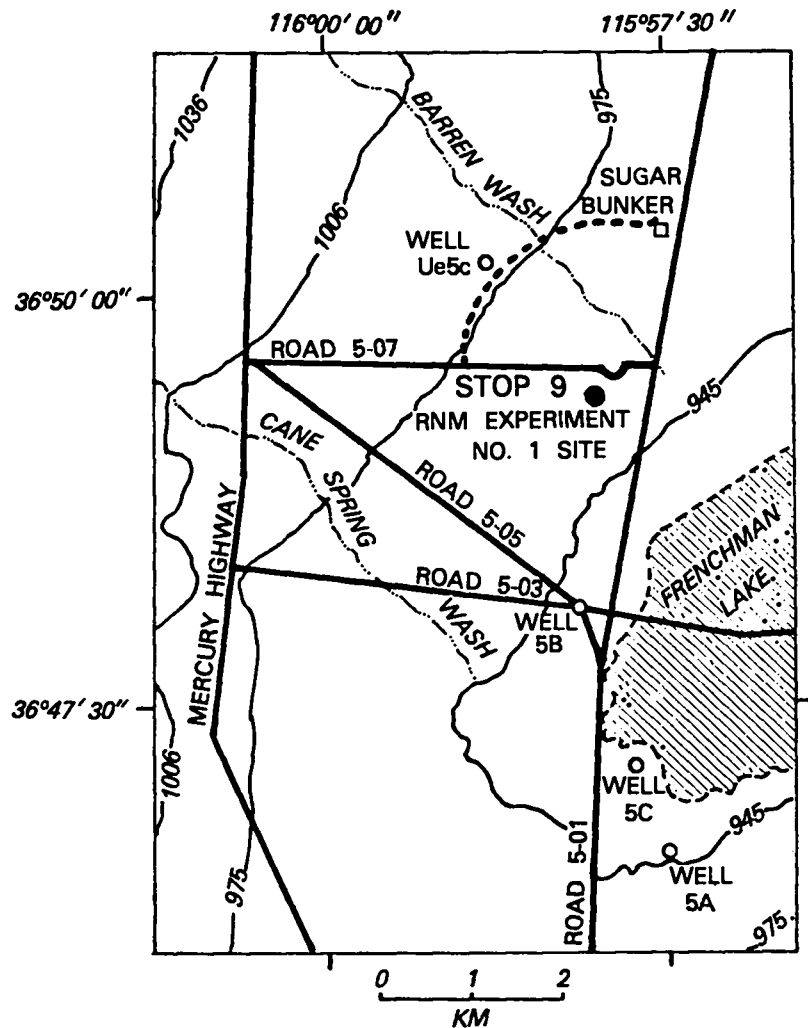 116°00'00"
115°57'30"
1036
BARREN WASH
975
SUGAR
BUNKER
1006
WELL
Ue5c
36°50'00"
ROAD 5-07
STOP 9
RNM EXPERIMENT
NO. 1 SITE
945
CANE
SPRING
WASH
ROAD 5-05
MERCURY HIGHWAY
FRENCHMAN
LAKE
ROAD 5-03
WELL
5B
36°47'30"
1006
WELL
5C
945
WELL
5A
ROAD 5-01
975
975
0 1 2
KM